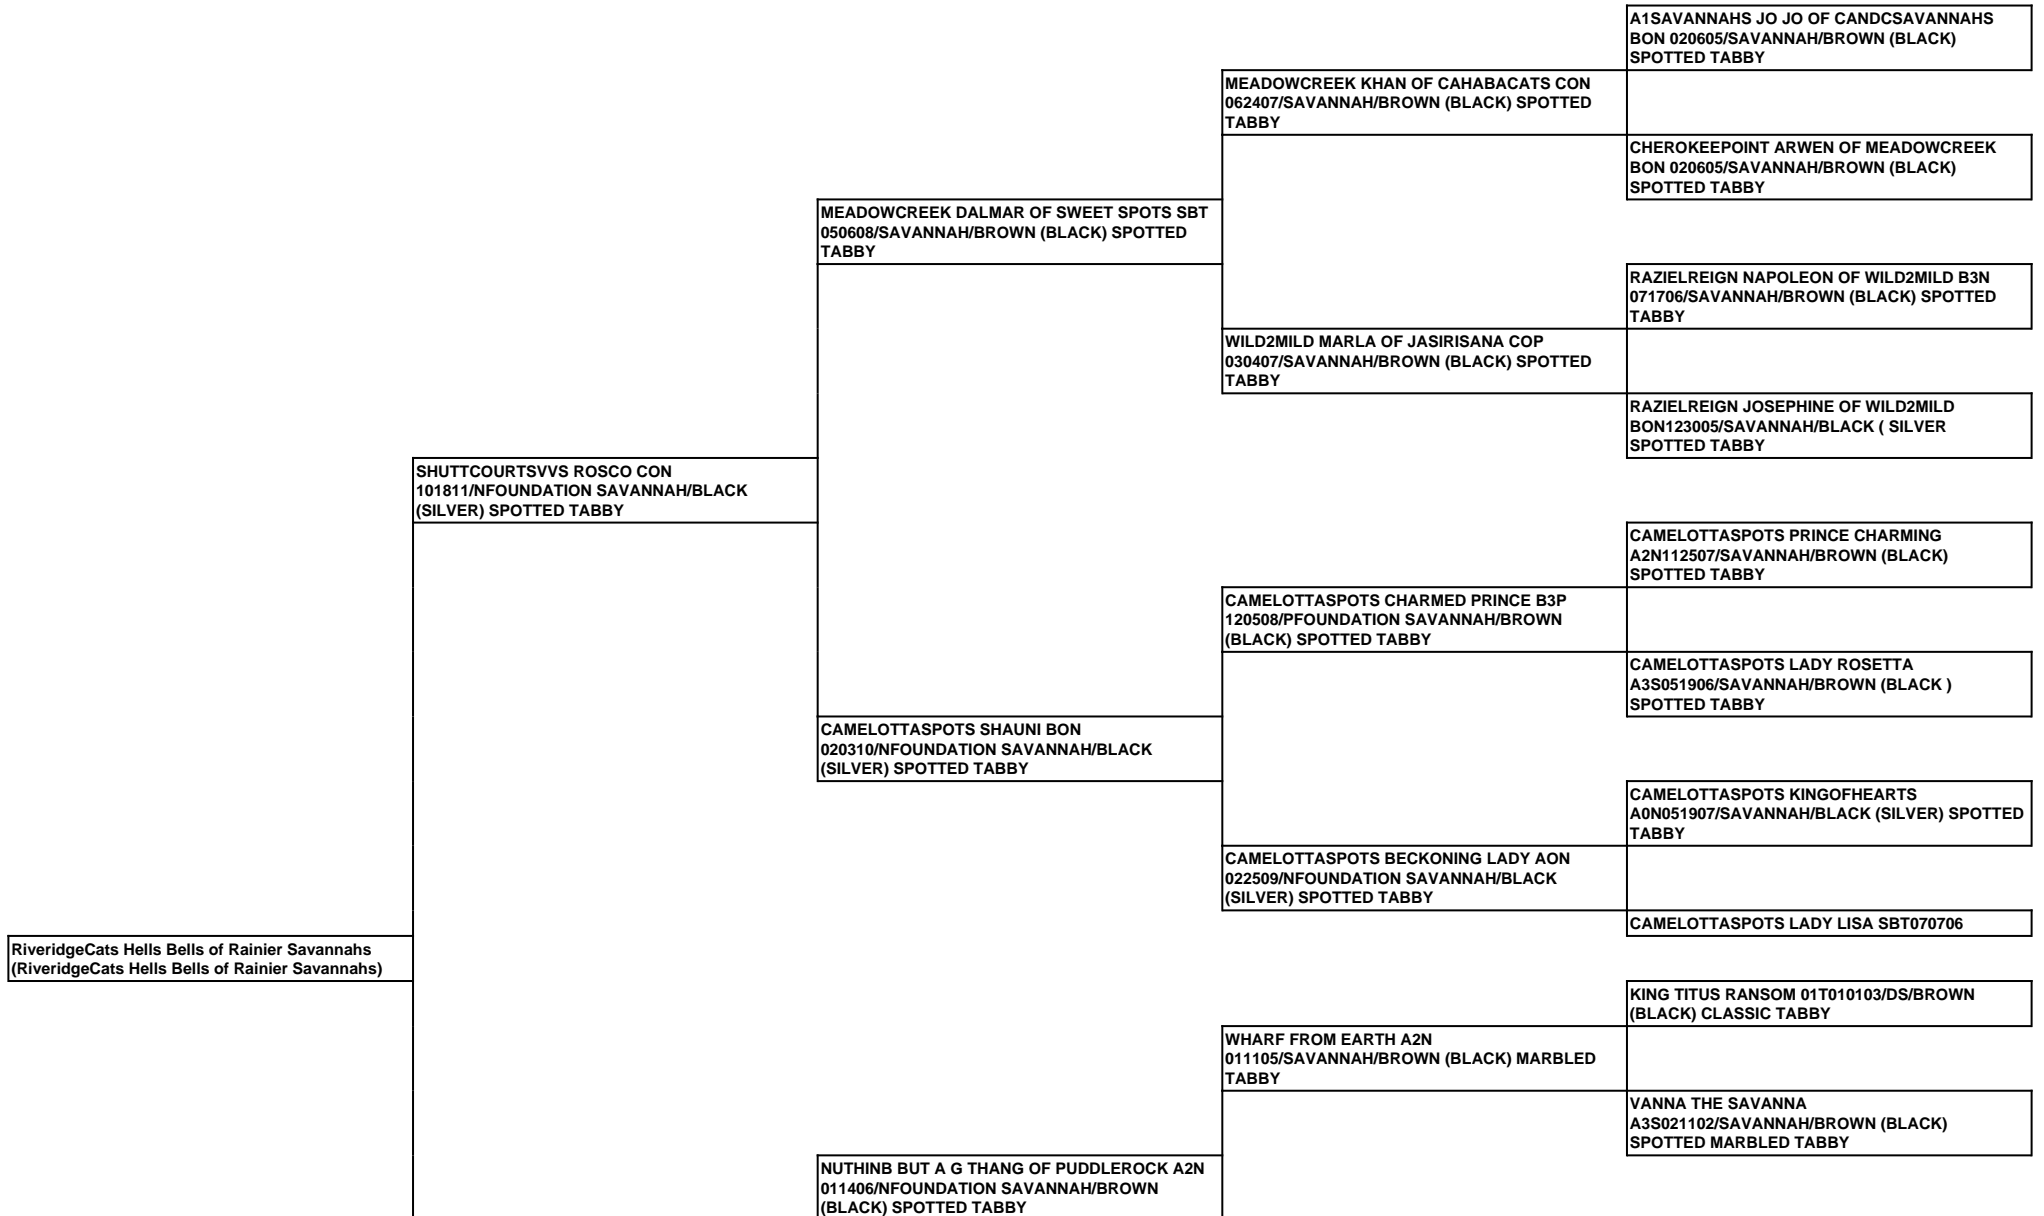 A1SAVANNAHS JO JO OF CANDCSAVANNAHS
BON 020605/SAVANNAH/BROWN (BLACK)
SPOTTED TABBY
MEADOWCREEK KHAN OF CAHABACATS CON
062407/SAVANNAH/BROWN (BLACK) SPOTTED
TABBY
CHEROKEEPOINT ARWEN OF MEADOWCREEK
BON 020605/SAVANNAH/BROWN (BLACK)
SPOTTED TABBY
MEADOWCREEK DALMAR OF SWEET SPOTS SBT
050608/SAVANNAH/BROWN (BLACK) SPOTTED
TABBY
RAZIELREIGN NAPOLEON OF WILD2MILD B3N
071706/SAVANNAH/BROWN (BLACK) SPOTTED
TABBY
WILD2MILD MARLA OF JASIRISANA COP
030407/SAVANNAH/BROWN (BLACK) SPOTTED
TABBY
RAZIELREIGN JOSEPHINE OF WILD2MILD
BON123005/SAVANNAH/BLACK ( SILVER
SPOTTED TABBY
SHUTTCOURTSVVS ROSCO CON
101811/NFOUNDATION SAVANNAH/BLACK
(SILVER) SPOTTED TABBY
CAMELOTTASPOTS PRINCE CHARMING
A2N112507/SAVANNAH/BROWN (BLACK)
SPOTTED TABBY
CAMELOTTASPOTS CHARMED PRINCE B3P
120508/PFOUNDATION SAVANNAH/BROWN
(BLACK) SPOTTED TABBY
CAMELOTTASPOTS LADY ROSETTA
A3S051906/SAVANNAH/BROWN (BLACK )
SPOTTED TABBY
CAMELOTTASPOTS SHAUNI BON
020310/NFOUNDATION SAVANNAH/BLACK
(SILVER) SPOTTED TABBY
CAMELOTTASPOTS KINGOFHEARTS
A0N051907/SAVANNAH/BLACK (SILVER) SPOTTED
TABBY
CAMELOTTASPOTS BECKONING LADY AON
022509/NFOUNDATION SAVANNAH/BLACK
(SILVER) SPOTTED TABBY
CAMELOTTASPOTS LADY LISA SBT070706
RiveridgeCats Hells Bells of Rainier Savannahs
(RiveridgeCats Hells Bells of Rainier Savannahs)
KING TITUS RANSOM 01T010103/DS/BROWN
(BLACK) CLASSIC TABBY
WHARF FROM EARTH A2N
011105/SAVANNAH/BROWN (BLACK) MARBLED
TABBY
VANNA THE SAVANNA
A3S021102/SAVANNAH/BROWN (BLACK)
SPOTTED MARBLED TABBY
NUTHINB BUT A G THANG OF PUDDLEROCK A2N
011406/NFOUNDATION SAVANNAH/BROWN
(BLACK) SPOTTED TABBY